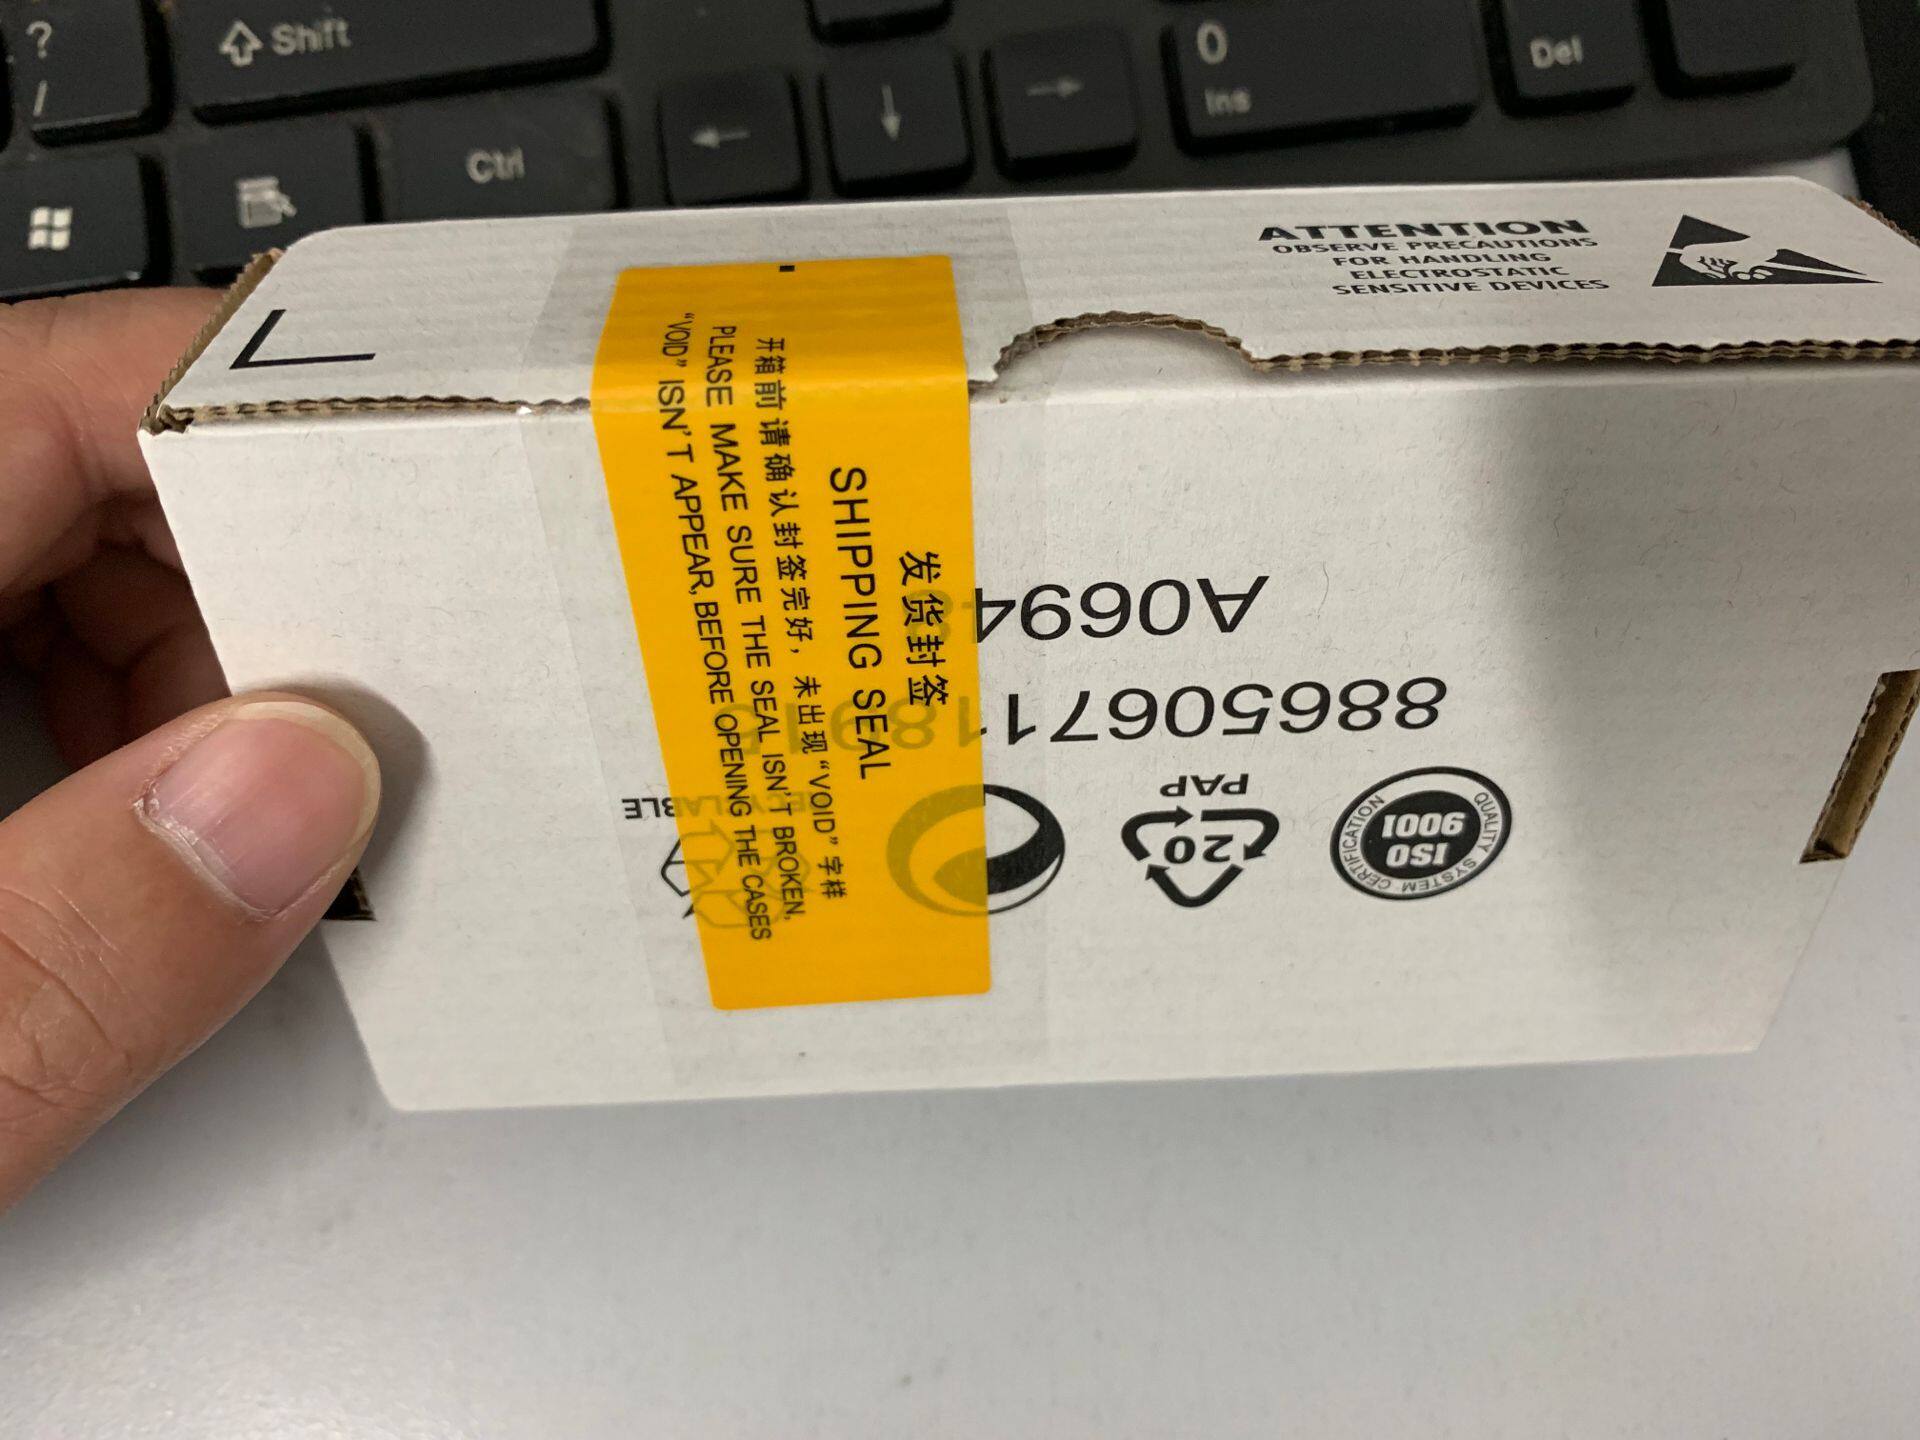 ?
/
Shift
Ctrl
0
Ins
Del
ATTENTION
OBSERVE PRECAUTIONS
FOR HANDLING
ELECTROSTATIC
SENSITIVE DEVICES
发货封签
SHIPPING SEAL
开箱前请确认封签完好，未出现“VOID”字样
PLEASE MAKE SURE THE SEAL ISN'T BROKEN,
“VOID” ISN'T APPEAR, BEFORE OPENING THE CASES
ISO
9001
QUALITY SYSTEM CERTIFICATION
20
PAP
RECYCLABLE